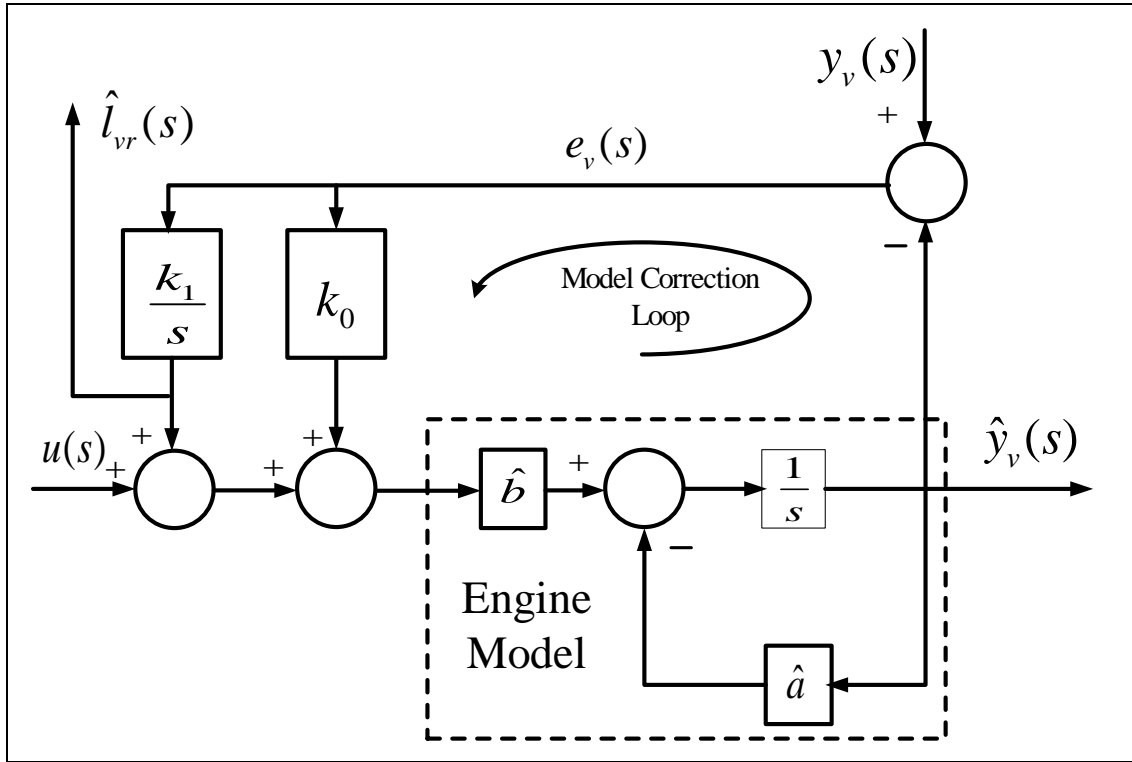 y_v(s)
+
l̂_vr(s)
e_v(s)
−
k_1
s
k_0
Model Correction
Loop
+
+
u(s)
+
+
b̂
+
1
s
ŷ_v(s)
−
Engine
Model
â